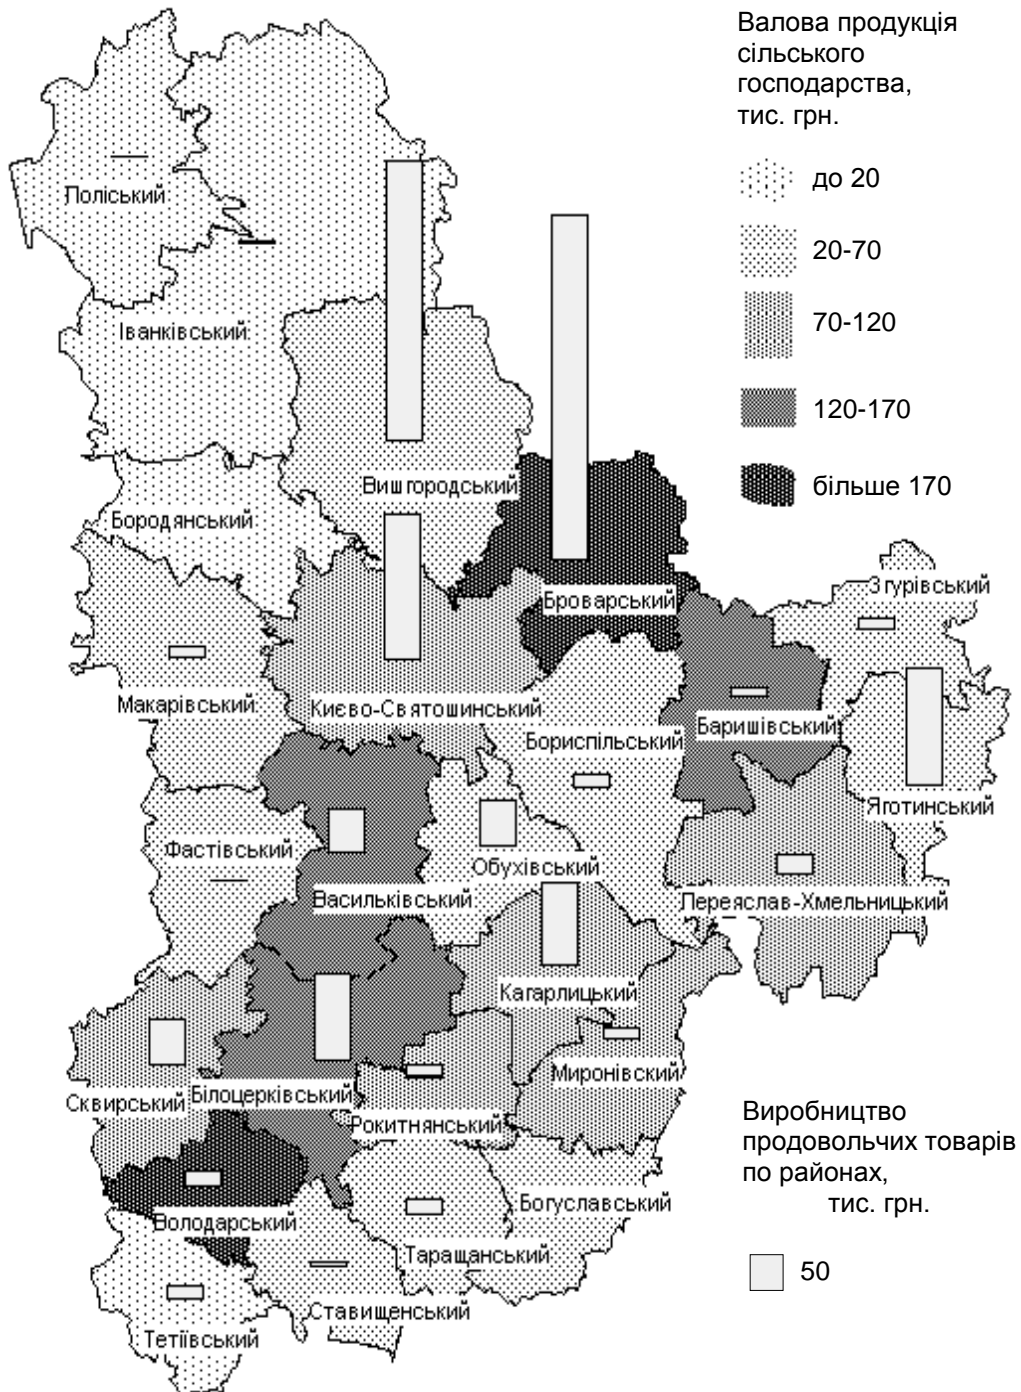 Валова продукція
сільського
господарства,
тис. грн.
до 20
20-70
70-120
120-170
більше 170
Поліський
Іванківський
Вишгородський
Бородянський
Згурівський
Броварський
Макарівський
Києво-Святошинський
Баришівський
Бориспільський
Яготинський
Фастівський
Обухівський
Васильківський
Переяслав-Хмельницький
Кагарлицький
Миронівский
Сквирський
Білоцерківський
Рокитнянський
Богуславський
Володарський
Таращанський
Ставищенський
Тетіївський
Виробництво
продовольчих товарів
по районах,
тис. грн.
50